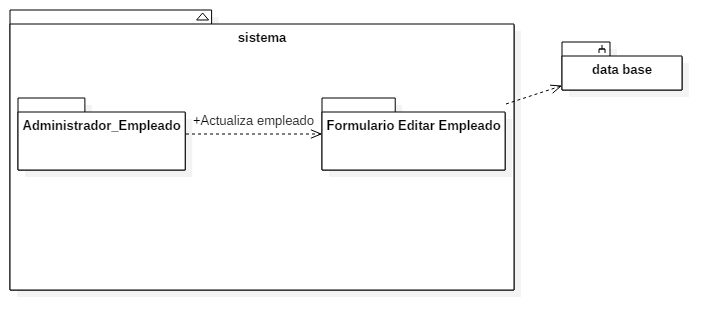 sistema
data base
Administrador_Empleado
+Actualiza empleado
Formulario Editar Empleado